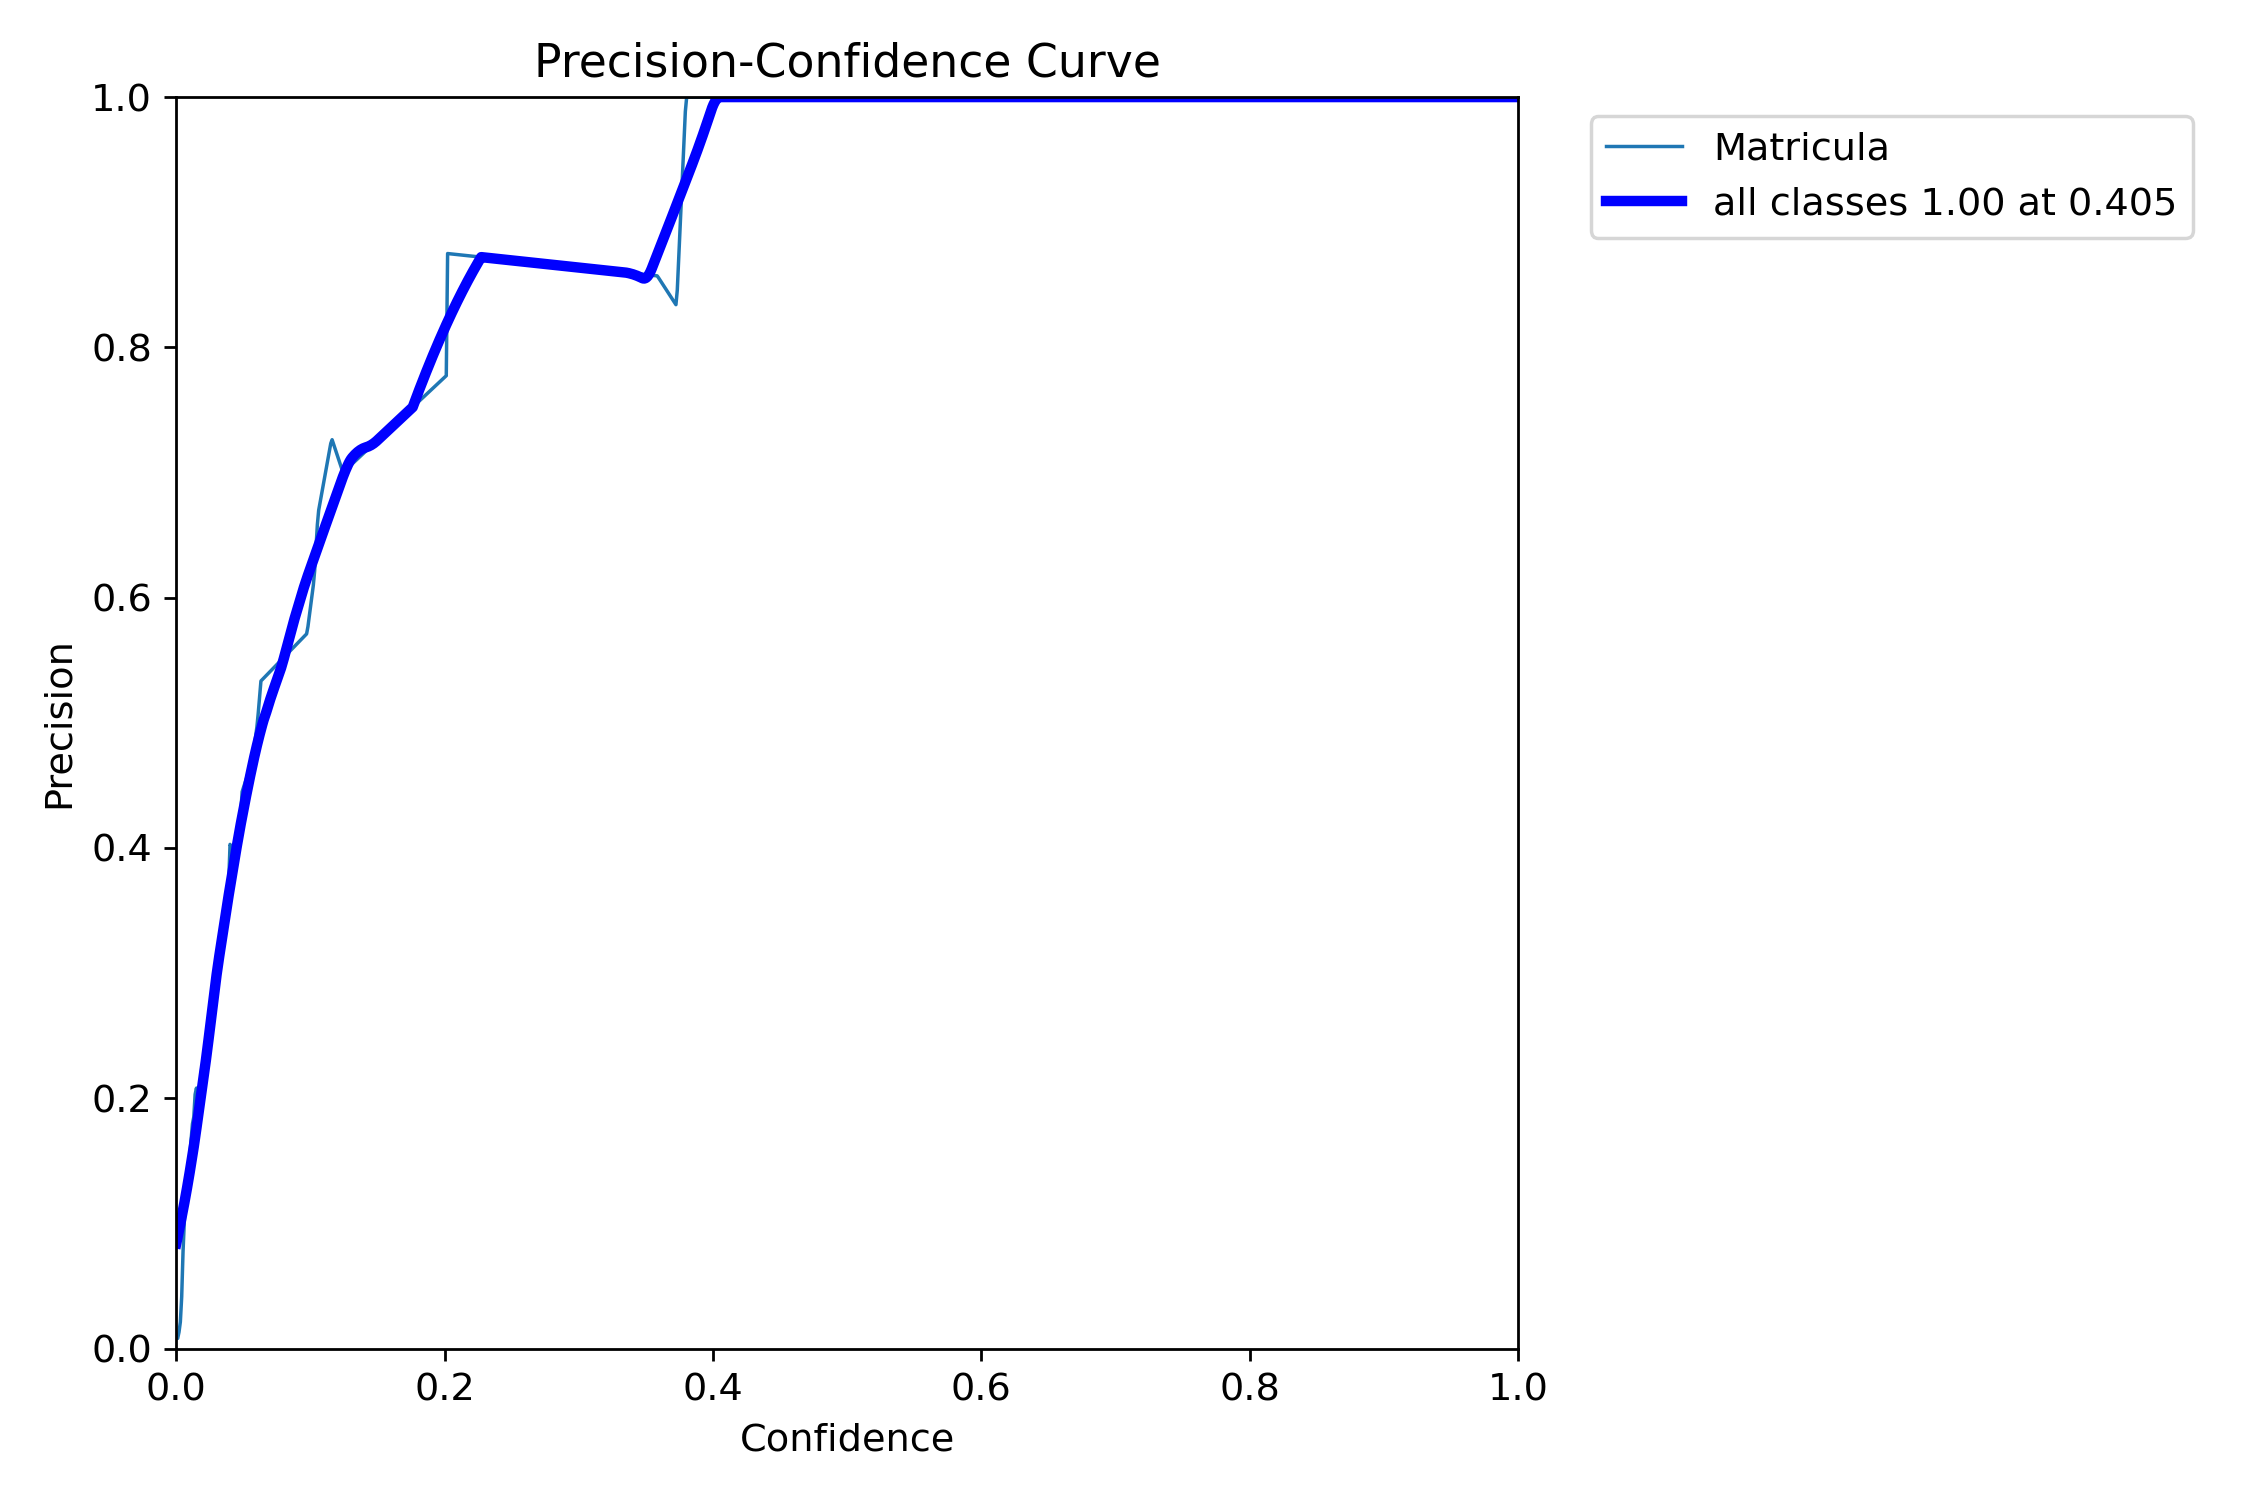 Precision-Confidence Curve
1.0
0.8
0.6
0.4
0.2
0.0
Precision
0.0 0.2 0.4 0.6 0.8 1.0
Confidence
Matricula
all classes 1.00 at 0.405